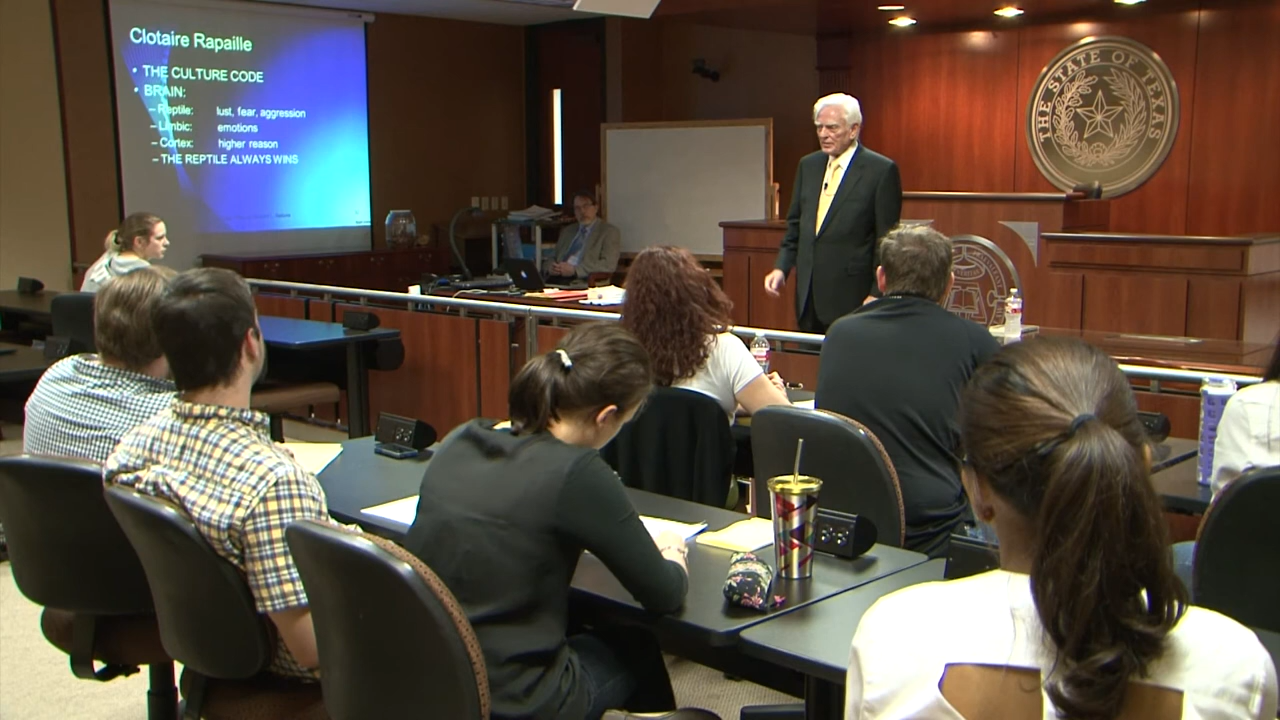 Clotaire Rapaille
• THE CULTURE CODE
• BRAIN:
– Reptile: lust, fear, aggression
– Limbic: emotions
– Cortex: higher reason
– THE REPTILE ALWAYS WINS
THE STATE OF TEXAS